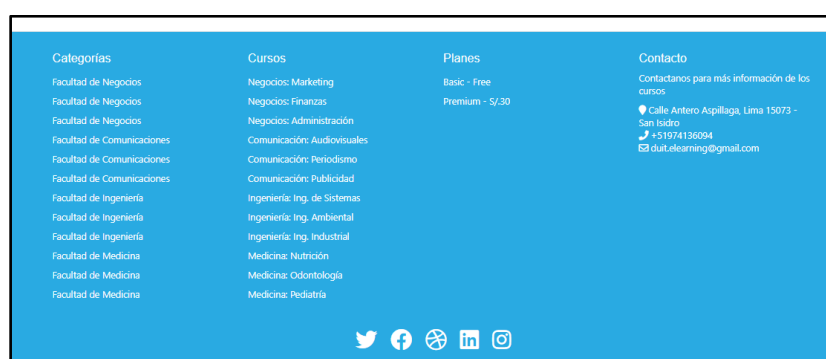 Categorías
Facultad de Negocios
Facultad de Negocios
Facultad de Negocios
Facultad de Comunicaciones
Facultad de Comunicaciones
Facultad de Comunicaciones
Facultad de Ingeniería
Facultad de Ingeniería
Facultad de Ingeniería
Facultad de Medicina
Facultad de Medicina
Facultad de Medicina
Cursos
Negocios: Marketing
Negocios: Finanzas
Negocios: Administración
Comunicación: Audiovisuales
Comunicación: Periodismo
Comunicación: Publicidad
Ingeniería: Ing. de Sistemas
Ingeniería: Ing. Ambiental
Ingeniería: Ing. Industrial
Medicina: Nutrición
Medicina: Odontología
Medicina: Pediatría
Planes
Basic - Free
Premium - S/.30
Contacto
Contactanos para más información de los
cursos
Calle Antero Aspillaga, Lima 15073 -
San Isidro
+51974136094
duit.elearning@gmail.com